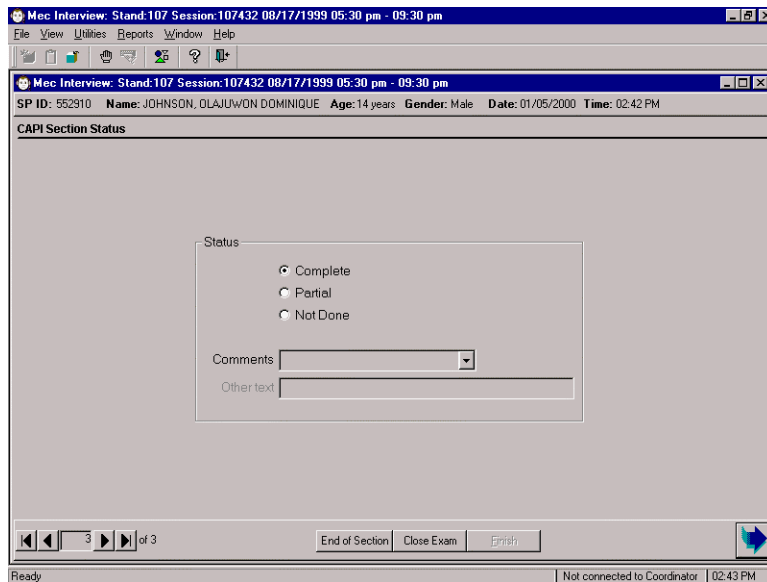 Mec Interview: Stand:107 Session:107432 08/17/1999 05:30 pm - 09:30 pm
File View Utilities Reports Window Help
Mec Interview: Stand:107 Session:107432 08/17/1999 05:30 pm - 09:30 pm
SP ID: 552910 Name: JOHNSON, OLAJUWON DOMINIQUE Age: 14 years Gender: Male Date: 01/05/2000 Time: 02:42 PM
CAPI Section Status
Status
Complete
Partial
Not Done
Comments
Other text
3 of 3 End of Section Close Exam Finish
Ready Not connected to Coordinator 02:43 PM